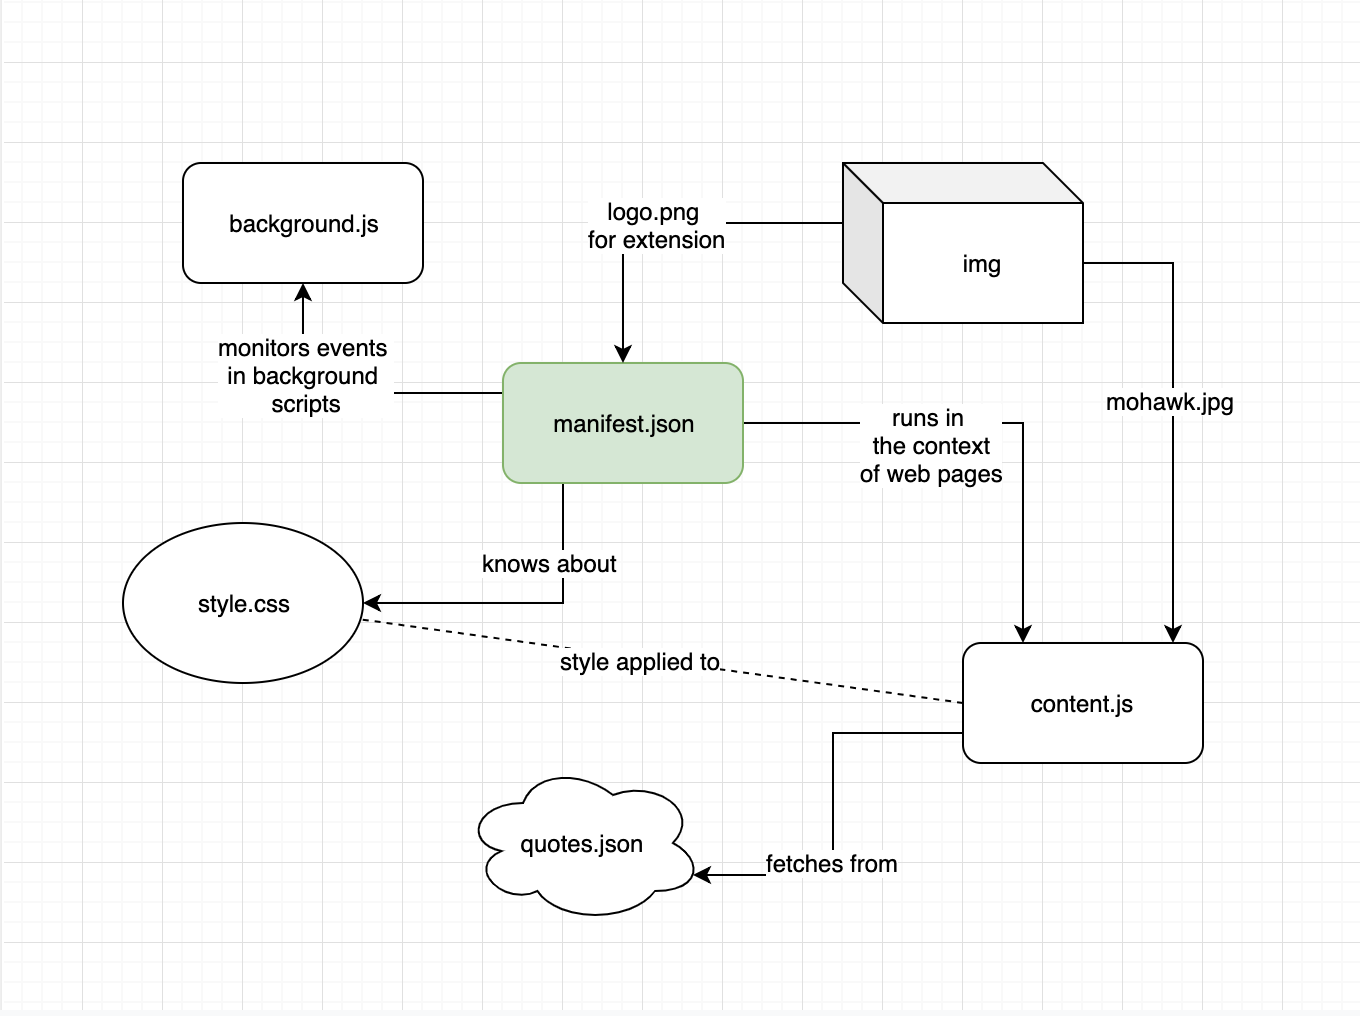 background.js
logo.png
for extension
img
monitors events
in background
scripts
manifest.json
runs in
the context
of web pages
mohawk.jpg
knows about
style.css
style applied to
content.js
quotes.json
fetches from